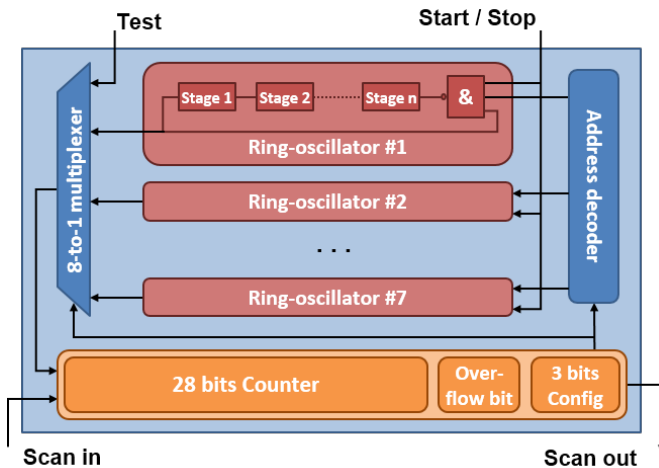 Test
Start / Stop
Stage 1
Stage 2
Stage n
&
Ring-oscillator #1
8-to-1 multiplexer
Address decoder
Ring-oscillator #2
. . .
Ring-oscillator #7
28 bits Counter
Over-
flow bit
3 bits
Config
Scan in
Scan out